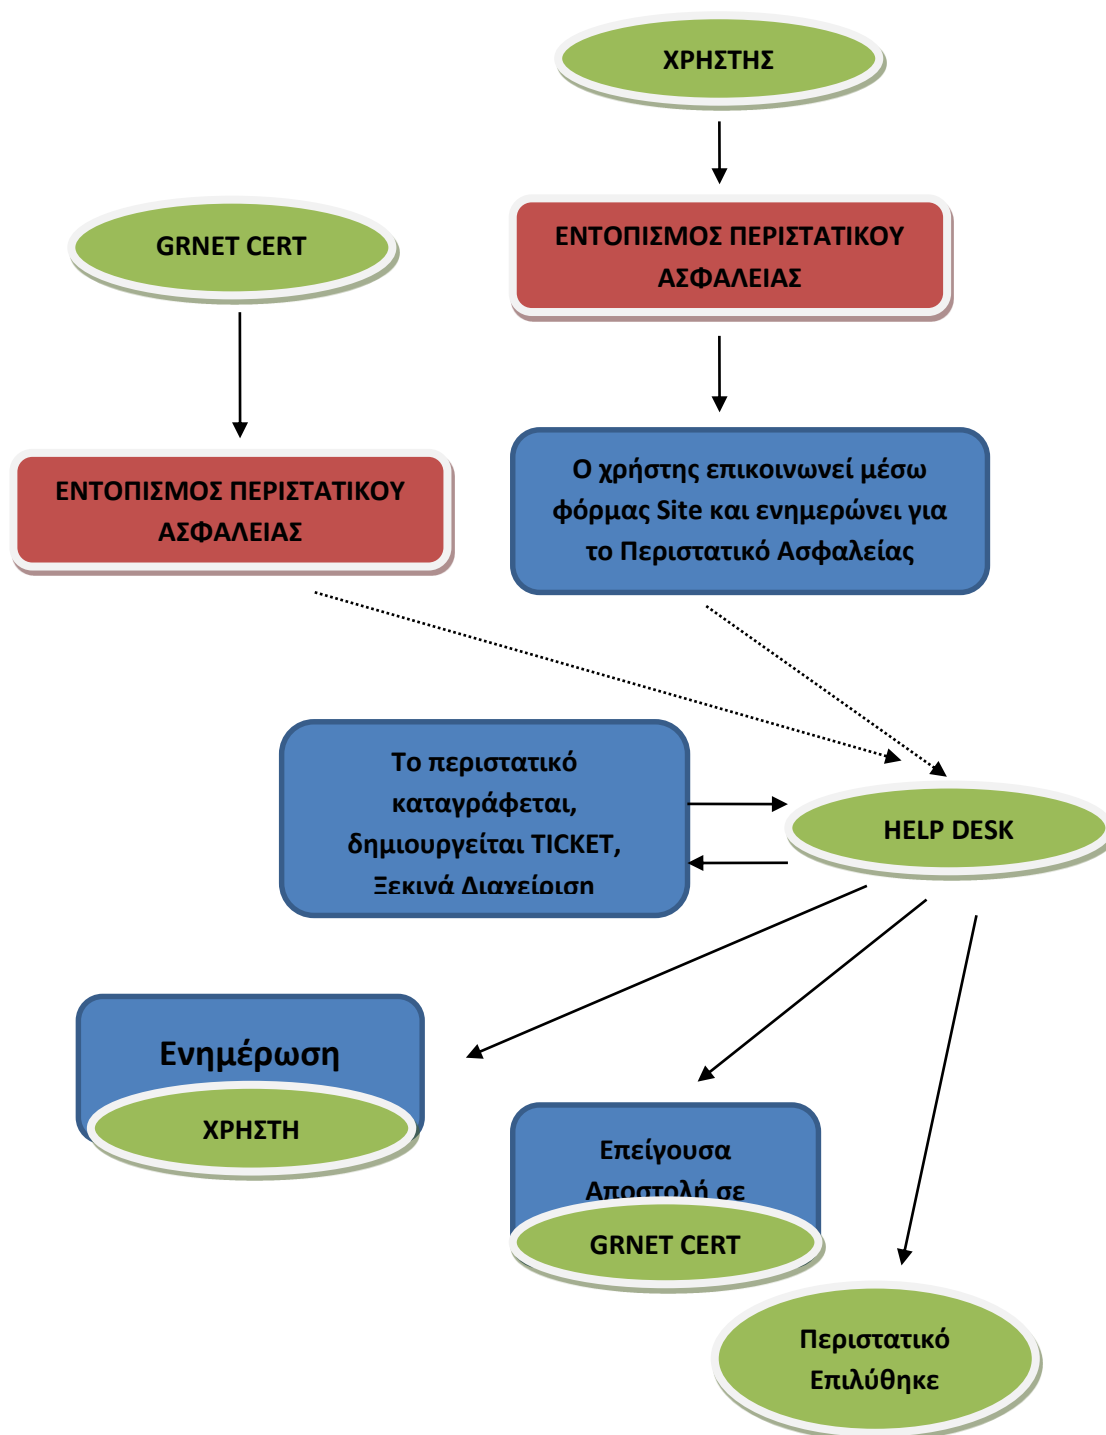 ΧΡΗΣΤΗΣ
GRNET CERT
ΕΝΤΟΠΙΣΜΟΣ ΠΕΡΙΣΤΑΤΙΚΟΥ
ΑΣΦΑΛΕΙΑΣ
ΕΝΤΟΠΙΣΜΟΣ ΠΕΡΙΣΤΑΤΙΚΟΥ
ΑΣΦΑΛΕΙΑΣ
Ο χρήστης επικοινωνεί μέσω
φόρμας Site και ενημερώνει για
το Περιστατικό Ασφαλείας
Το περιστατικό
καταγράφεται,
δημιουργείται TICKET,
Ξεκινά Διαχείριση
HELP DESK
Ενημέρωση
ΧΡΗΣΤΗ
Επείγουσα
Αποστολή σε
GRNET CERT
Περιστατικό
Επιλύθηκε